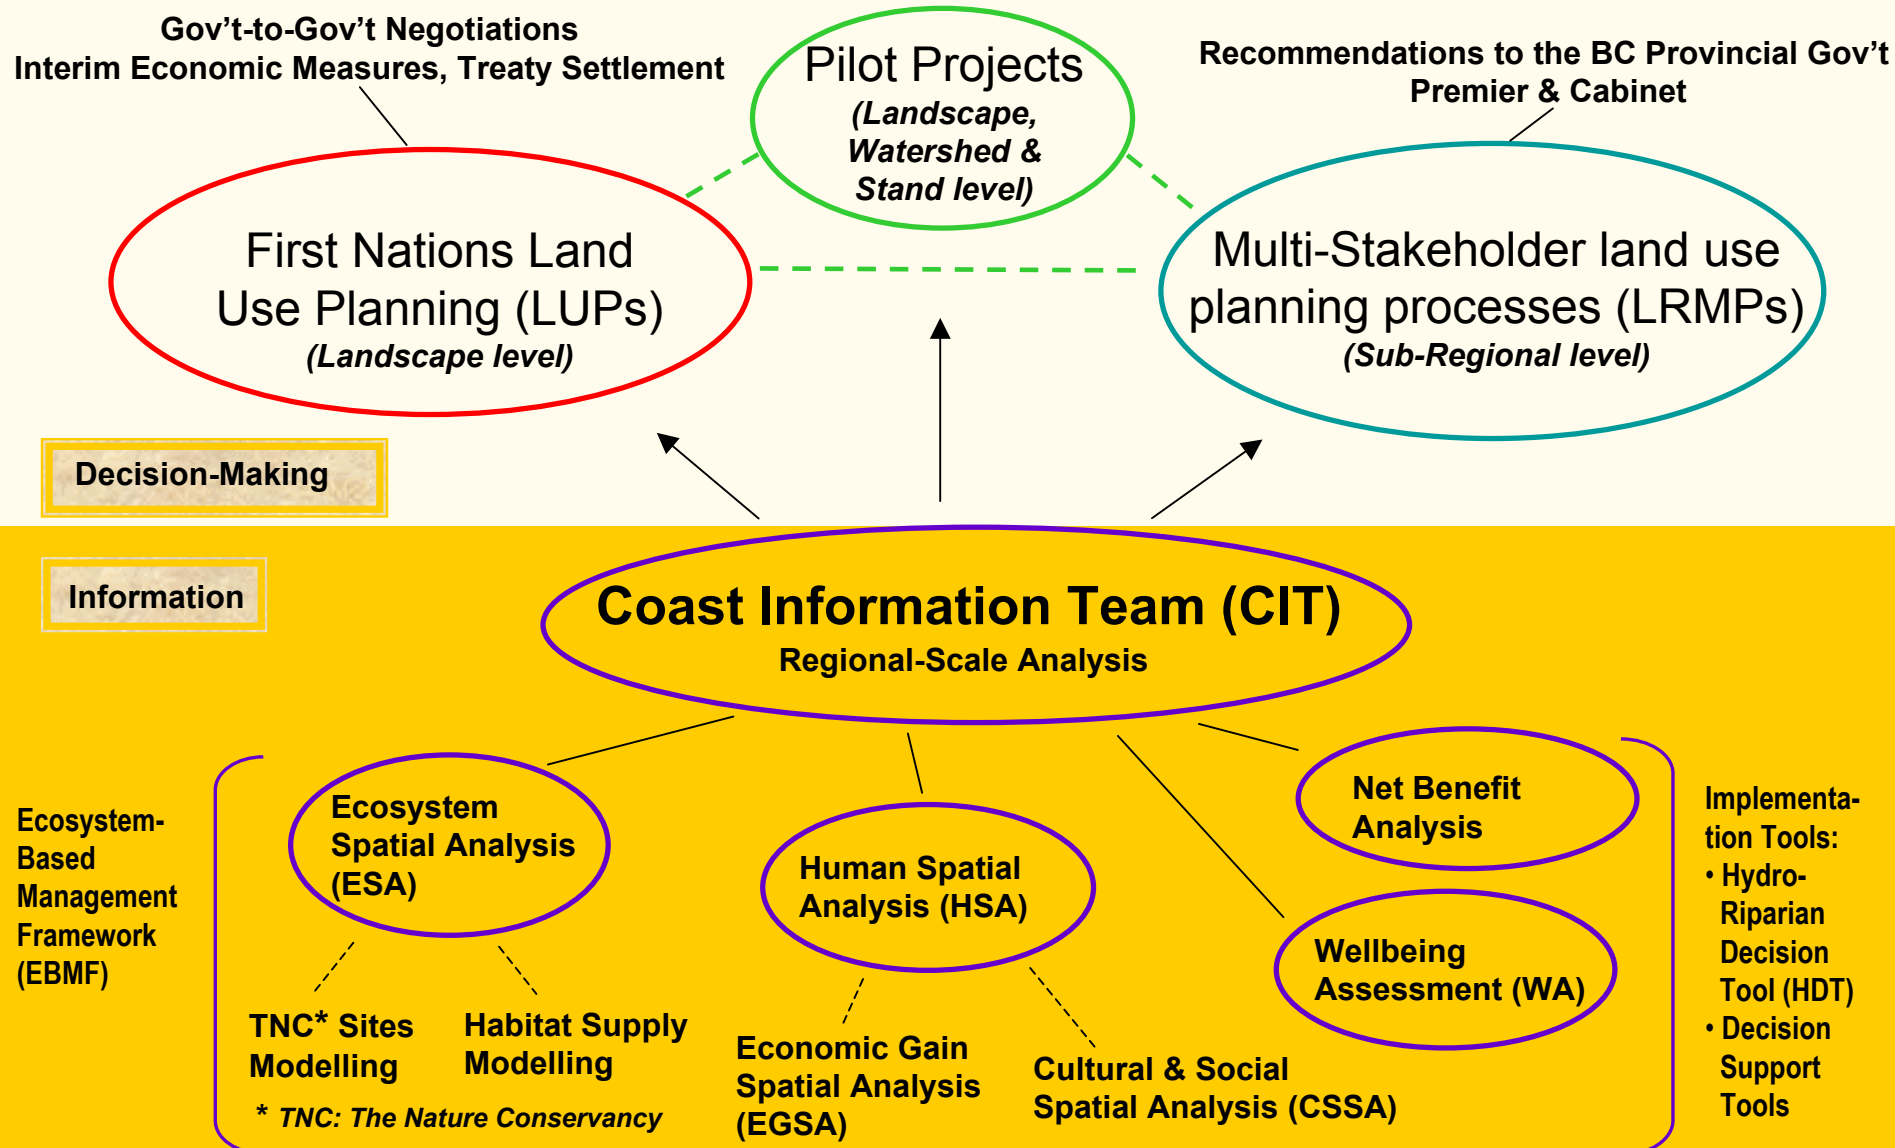 Gov't-to-Gov't Negotiations
Interim Economic Measures, Treaty Settlement
Pilot Projects
(Landscape,
Watershed &
Stand level)
Recommendations to the BC Provincial Gov't
Premier & Cabinet
First Nations Land
Use Planning (LUPs)
(Landscape level)
Multi-Stakeholder land use
planning processes (LRMPs)
(Sub-Regional level)
Decision-Making
Information
Coast Information Team (CIT)
Regional-Scale Analysis
Ecosystem-
Based
Management
Framework
(EBMF)
Ecosystem
Spatial Analysis
(ESA)
TNC* Sites
Modelling
Habitat Supply
Modelling
* TNC: The Nature Conservancy
Human Spatial
Analysis (HSA)
Economic Gain
Spatial Analysis
(EGSA)
Cultural & Social
Spatial Analysis (CSSA)
Net Benefit
Analysis
Wellbeing
Assessment (WA)
Implementa-
tion Tools:
• Hydro-
Riparian
Decision
Tool (HDT)
• Decision
Support
Tools